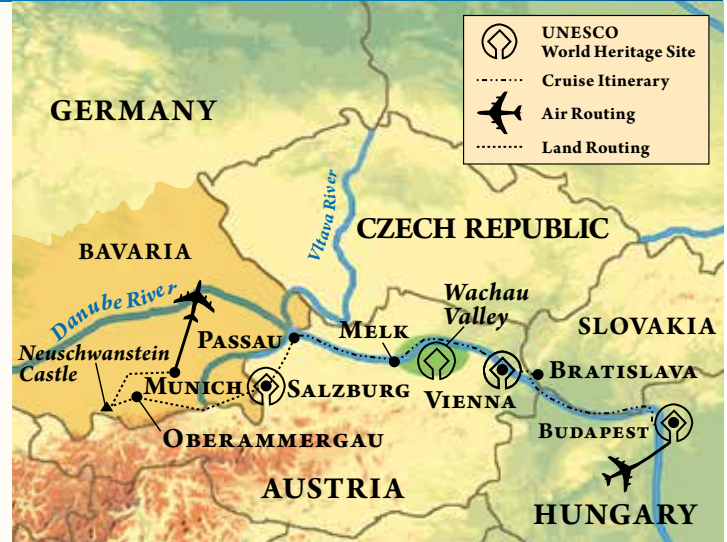 UNESCO
World Heritage Site
Cruise Itinerary
Air Routing
Land Routing
GERMANY
Vltava River
CZECH REPUBLIC
BAVARIA
Danube River
Wachau
Valley
SLOVAKIA
PASSAU
MELK
Neuschwanstein
Castle
MUNICH
SALZBURG
VIENNA
BRATISLAVA
OBERAMMERGAU
BUDAPEST
AUSTRIA
HUNGARY